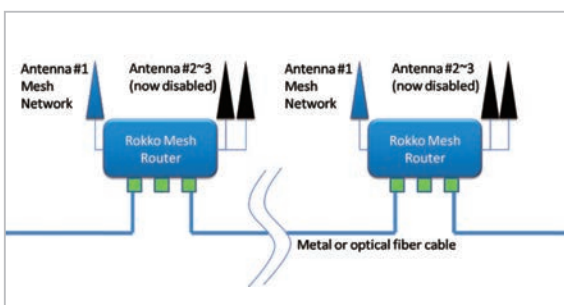 Antenna #1
Mesh
Network
Antenna #2~3
(now disabled)
Rokko Mesh
Router
Antenna #1
Mesh
Network
Antenna #2~3
(now disabled)
Rokko Mesh
Router
Metal or optical fiber cable